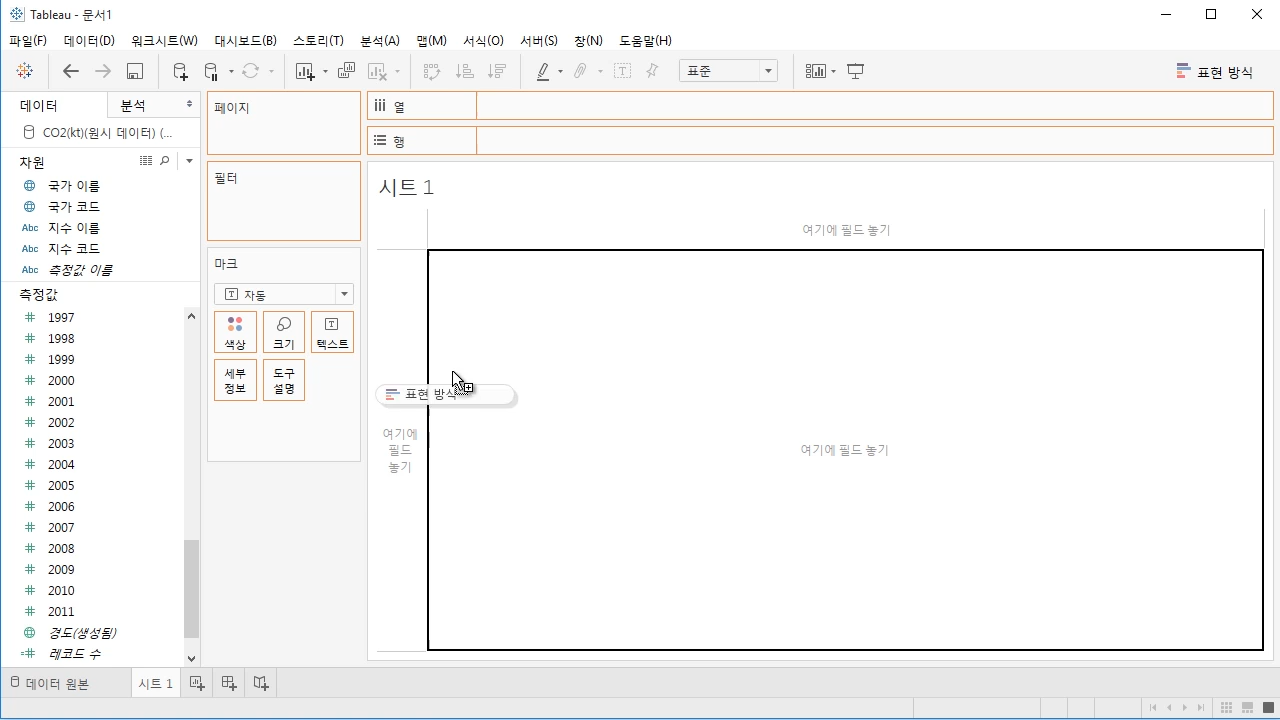 Tableau - 문서1
파일(F) 데이터(D) 워크시트(W) 대시보드(B) 스토리(T) 분석(A) 맵(M) 서식(O) 서버(S) 창(N) 도움말(H)
표준
표현 방식
데이터
분석
CO2(kt)(원시 데이터) (...
차원
국가 이름
국가 코드
Abc 지수 이름
Abc 지수 코드
Abc 측정값 이름
측정값
1997
1998
1999
2000
2001
2002
2003
2004
2005
2006
2007
2008
2009
2010
2011
경도(생성됨)
레코드 수
페이지
필터
마크
자동
색상
크기
텍스트
세부
정보
도구
설명
열
행
시트 1
여기에 필드 놓기
표현 방식
여기에
필드
놓기
여기에 필드 놓기
데이터 원본
시트 1